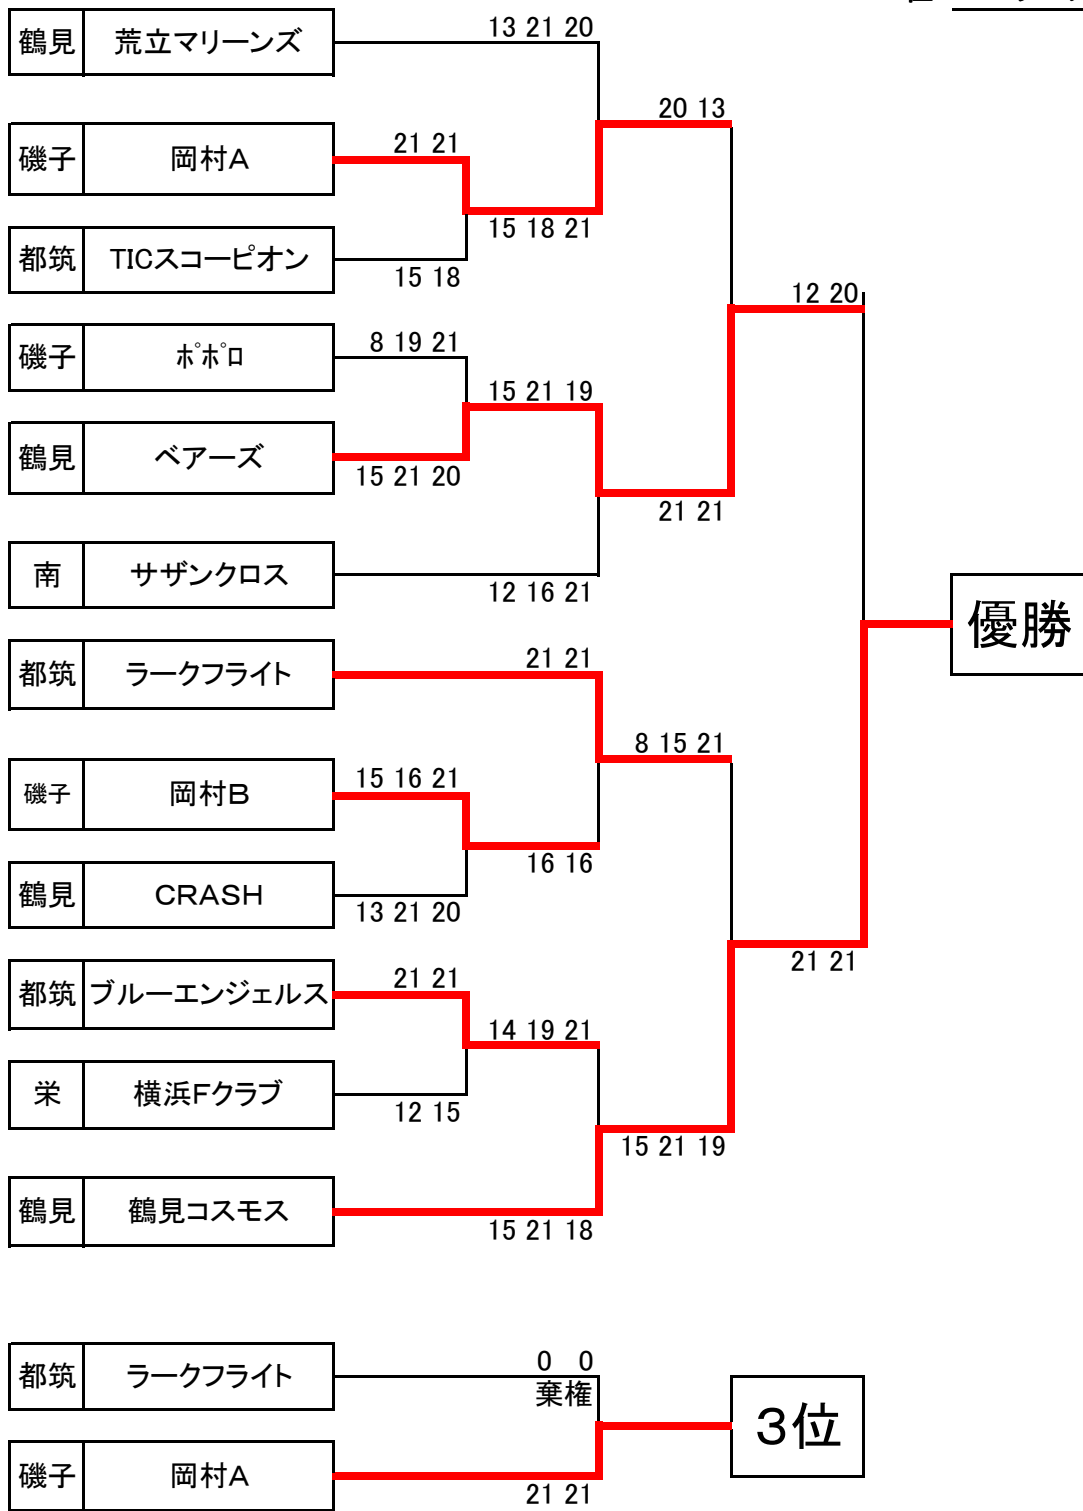 鶴見 荒立マリーンズ 13 21 20
20 13
磯子 岡村A 21 21
15 18 21
都筑 TICスコーピオン
15 18
12 20
磯子 ﾎﾟﾎﾟﾛ 8 19 21
15 21 19
鶴見 ベアーズ
15 21 20
21 21
南 サザンクロス
12 16 21
優勝
都筑 ラークフライト 21 21
8 15 21
磯子 岡村B 15 16 21
16 16
鶴見 CRASH
13 21 20
21 21
都筑 ブルーエンジェルス 21 21
14 19 21
栄 横浜Fクラブ
12 15
15 21 19
鶴見 鶴見コスモス
15 21 18
都筑 ラークフライト 0 0
棄権
3位
磯子 岡村A
21 21